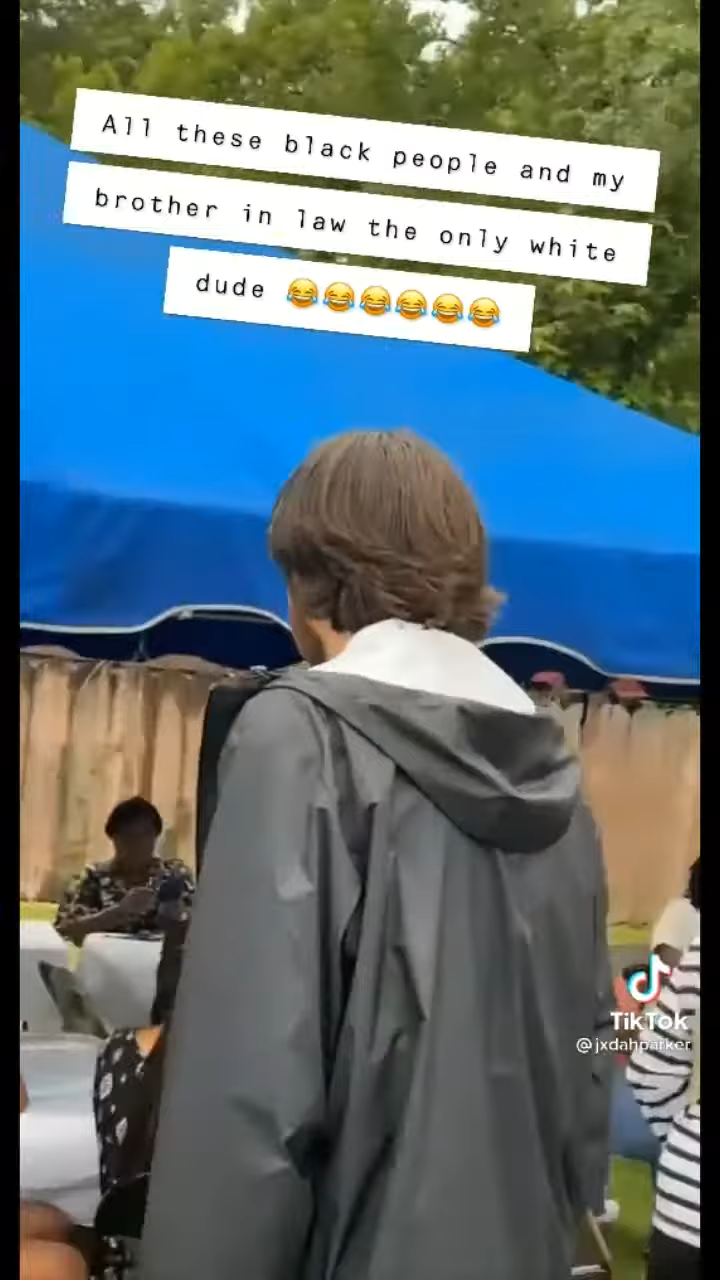 All these black people and my
brother in law the only white
dude 😂😂😂😂😂😂
TikTok
@jxdahparker